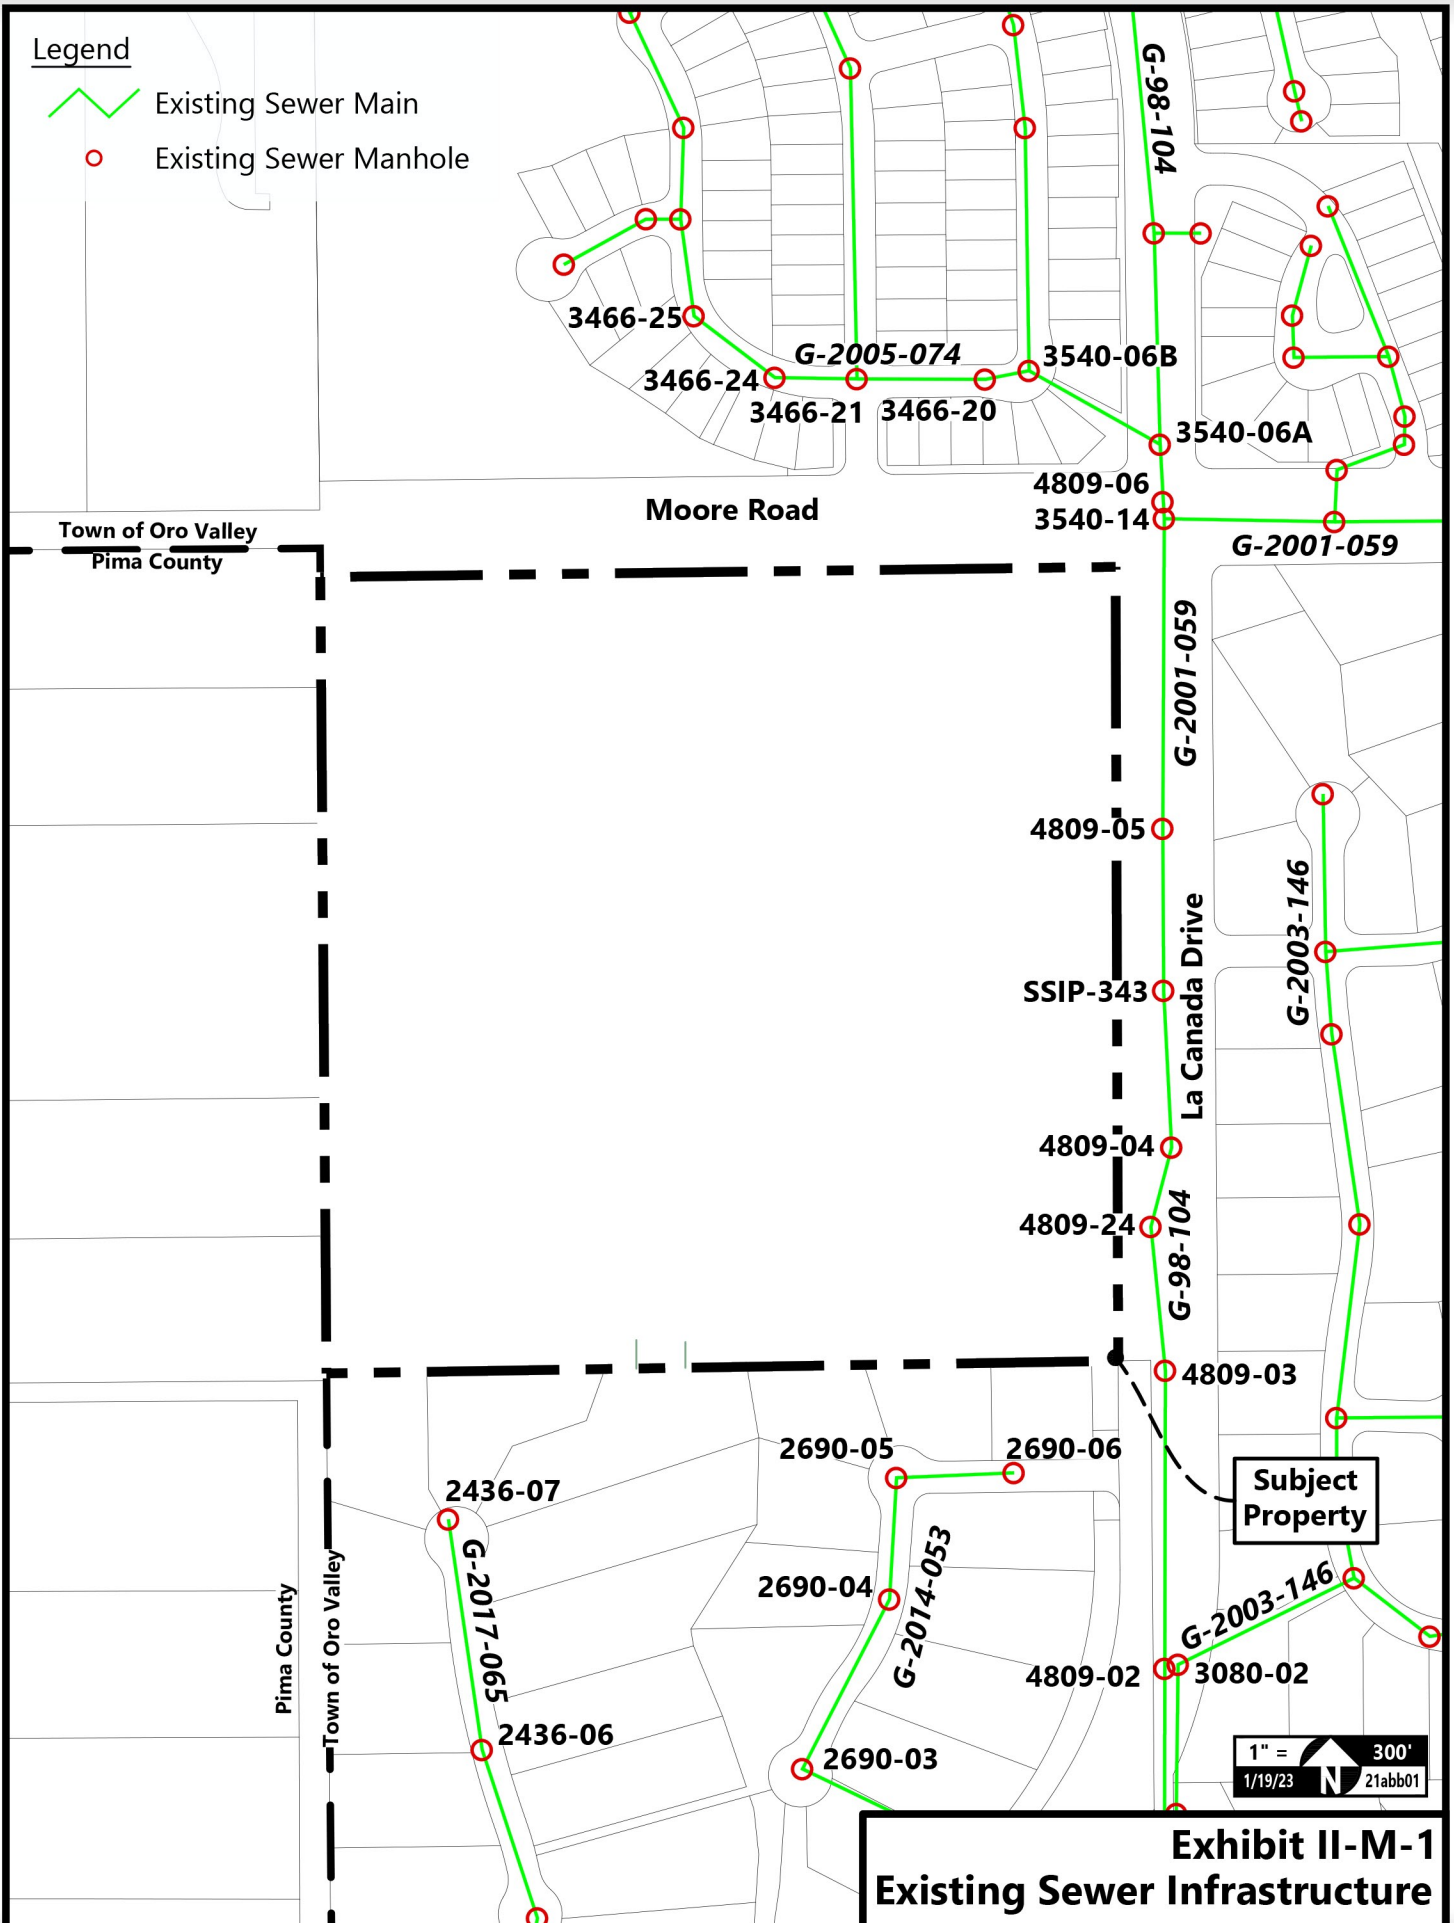 Legend
Existing Sewer Main
Existing Sewer Manhole
G-98-104
3466-25
G-2005-074
3540-06B
3466-24
3466-21
3466-20
3540-06A
4809-06
Moore Road
3540-14
Town of Oro Valley
Pima County
G-2001-059
G-2001-059
4809-05
G-2003-146
La Canada Drive
SSIP-343
4809-04
4809-24
G-98-104
4809-03
2690-05
2690-06
2436-07
Subject
Property
G-2017-065
G-2014-053
2690-04
Pima County
Town of Oro Valley
G-2003-146
4809-02
3080-02
2436-06
2690-03
1" =
300'
1/19/23
N
21abb01
Exhibit II-M-1
Existing Sewer Infrastructure